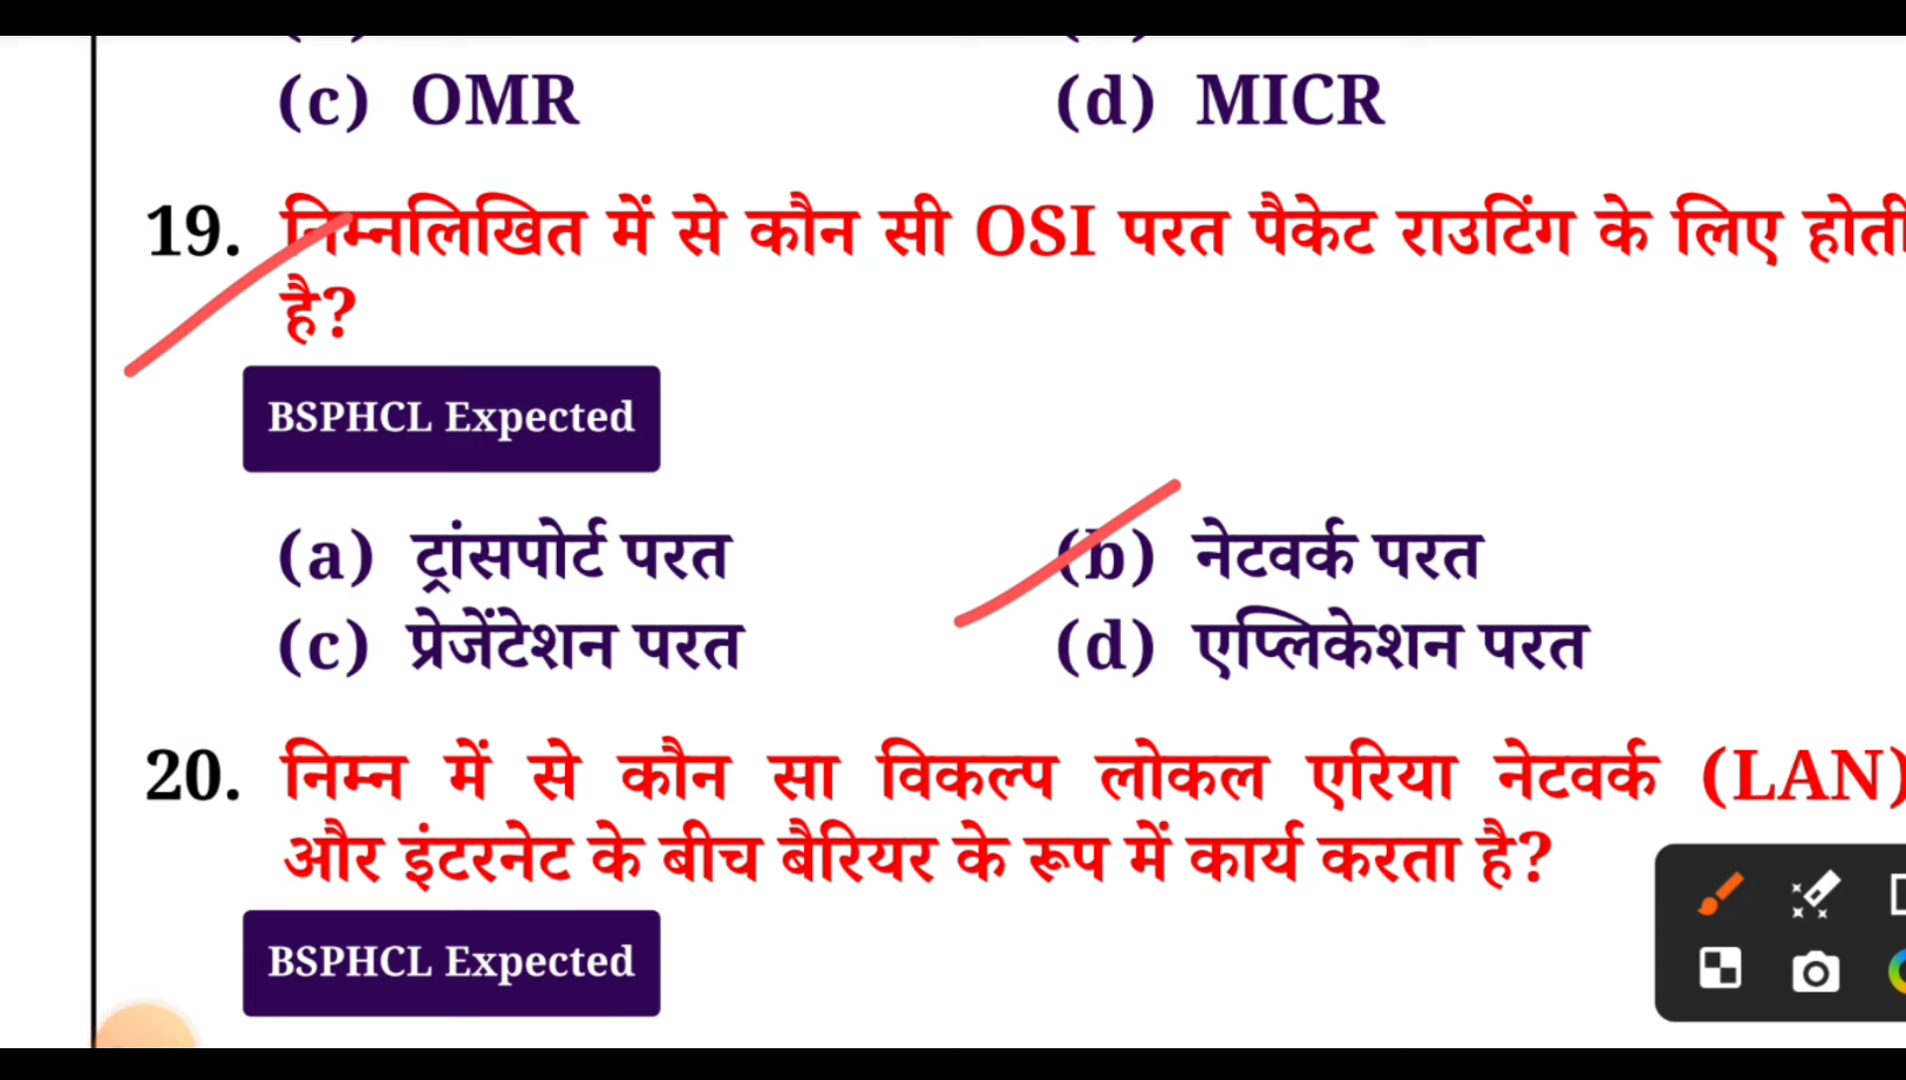 (c) OMR (d) MICR
19. निम्नलिखित में से कौन सी OSI परत पैकेट राउटिंग के लिए होती
है?
BSPHCL Expected
(a) ट्रांसपोर्ट परत (b) नेटवर्क परत
(c) प्रेजेंटेशन परत (d) एप्लिकेशन परत
20. निम्न में से कौन सा विकल्प लोकल एरिया नेटवर्क (LAN)
और इंटरनेट के बीच बैरियर के रूप में कार्य करता है?
BSPHCL Expected